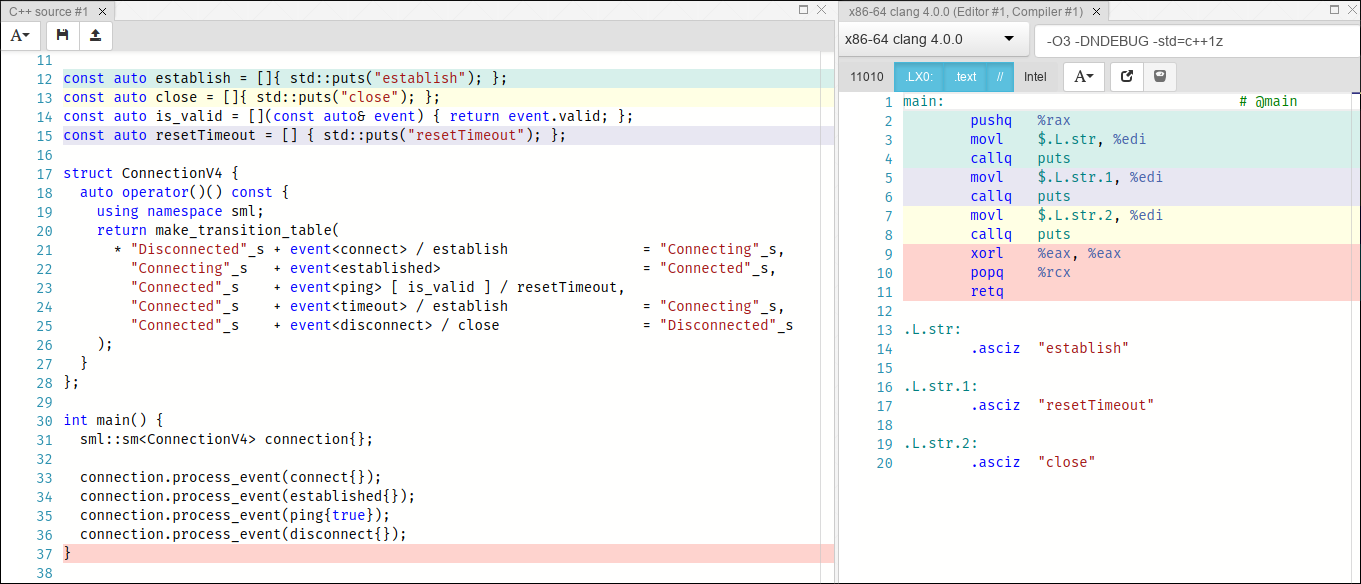 C++ source #1 ×
A
11
12 const auto establish = []{ std::puts("establish"); };
13 const auto close = []{ std::puts("close"); };
14 const auto is_valid = [](const auto& event) { return event.valid; };
15 const auto resetTimeout = [] { std::puts("resetTimeout"); };
16
17 struct ConnectionV4 {
18   auto operator()() const {
19     using namespace sml;
20     return make_transition_table(
21       * "Disconnected"_s + event<connect> / establish                = "Connecting"_s,
22         "Connecting"_s   + event<established>                        = "Connected"_s,
23         "Connected"_s    + event<ping> [ is_valid ] / resetTimeout,
24         "Connected"_s    + event<timeout> / establish                = "Connecting"_s,
25         "Connected"_s    + event<disconnect> / close                 = "Disconnected"_s
26     );
27   }
28 };
29
30 int main() {
31   sml::sm<ConnectionV4> connection{};
32
33   connection.process_event(connect{});
34   connection.process_event(established{});
35   connection.process_event(ping{true});
36   connection.process_event(disconnect{});
37 }
38
x86-64 clang 4.0.0 (Editor #1, Compiler #1) ×
x86-64 clang 4.0.0 -O3 -DNDEBUG -std=c++1z
11010 .LX0: .text // Intel A
1 main:                                   # @main
2         pushq   %rax
3         movl    $.L.str, %edi
4         callq   puts
5         movl    $.L.str.1, %edi
6         callq   puts
7         movl    $.L.str.2, %edi
8         callq   puts
9         xorl    %eax, %eax
10         popq    %rcx
11         retq
12
13 .L.str:
14         .asciz  "establish"
15
16 .L.str.1:
17         .asciz  "resetTimeout"
18
19 .L.str.2:
20         .asciz  "close"